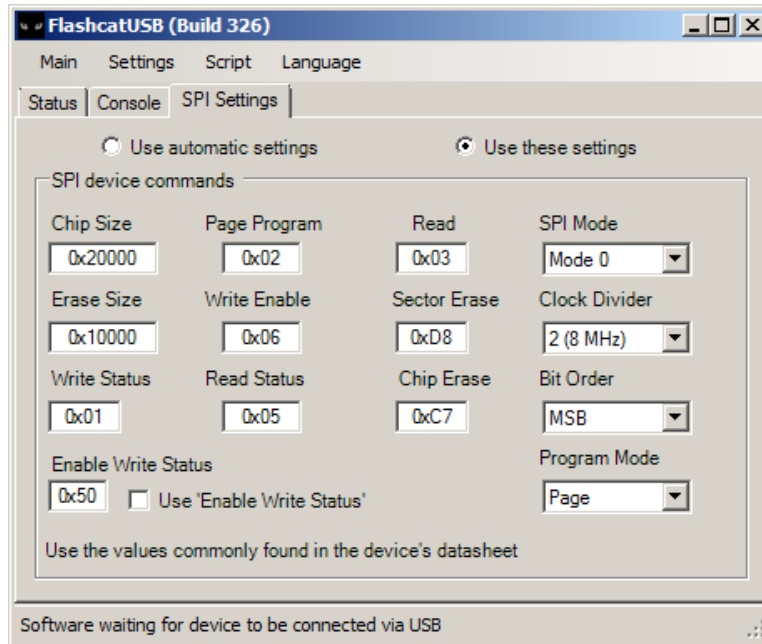 FlashcatUSB (Build 326)
Main Settings Script Language
Status Console SPI Settings
Use automatic settings Use these settings
SPI device commands
Chip Size Page Program Read SPI Mode
0x20000 0x02 0x03 Mode 0
Erase Size Write Enable Sector Erase Clock Divider
0x10000 0x06 0xD8 2 (8 MHz)
Write Status Read Status Chip Erase Bit Order
0x01 0x05 0xC7 MSB
Enable Write Status Program Mode
0x50 Use 'Enable Write Status' Page
Use the values commonly found in the device's datasheet
Software waiting for device to be connected via USB